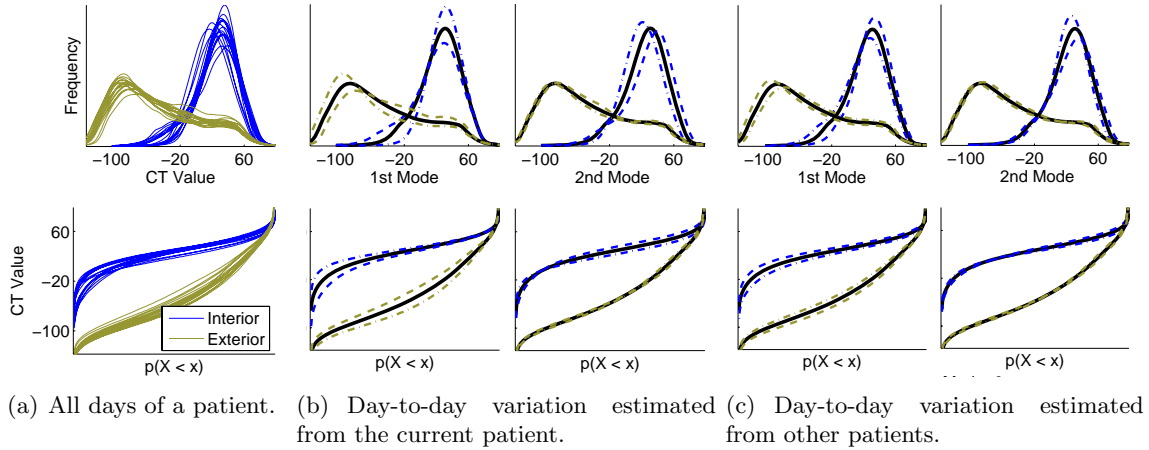 Frequency
−100 −20 60
CT Value
−100 −20 60
1st Mode
−100 −20 60
2nd Mode
−100 −20 60
1st Mode
−100 −20 60
2nd Mode
CT Value
60
−20
−100
Interior
Exterior
p(X < x)
p(X < x)
p(X < x)
p(X < x)
p(X < x)
(a) All days of a patient.
(b) Day-to-day variation estimated
from the current patient.
(c) Day-to-day variation estimated
from other patients.